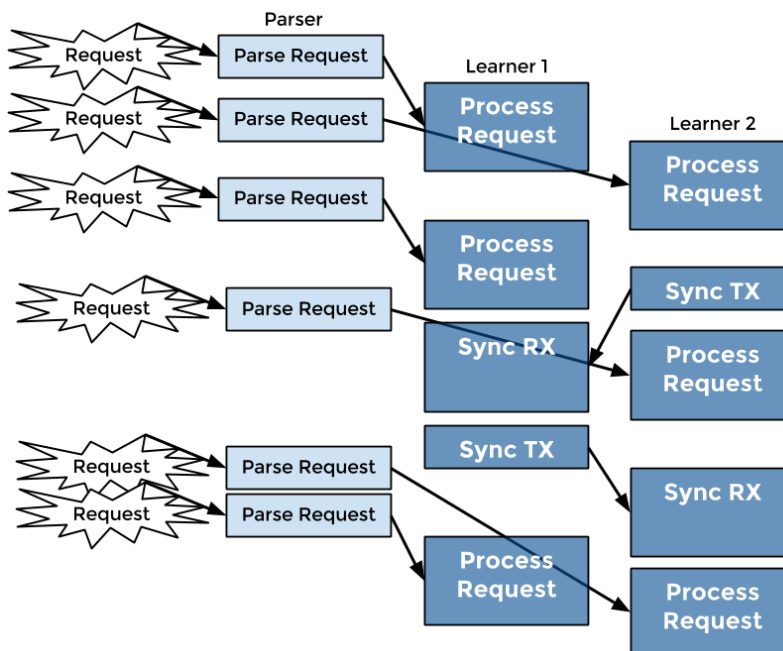 Parser
Request
Parse Request
Learner 1
Request
Parse Request
Process
Request
Learner 2
Process
Request
Request
Parse Request
Process
Request
Sync TX
Request
Parse Request
Sync RX
Process
Request
Sync TX
Request
Parse Request
Sync RX
Request
Parse Request
Process
Request
Process
Request